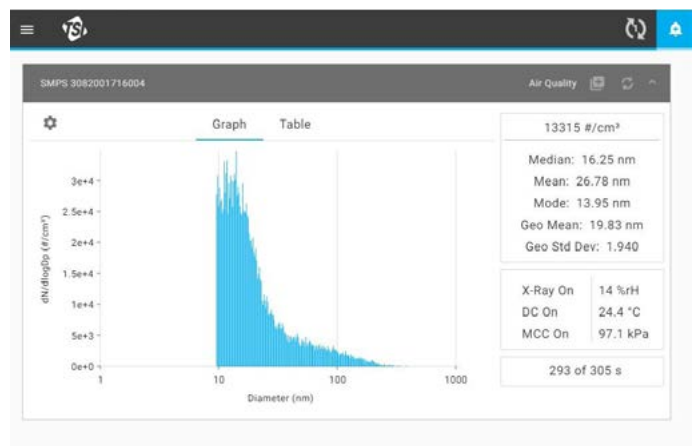 TSI
SMPS 3082001716004
Air Quality
Graph Table
dN/dlogDp (#/cm³)
3e+4
2.5e+4
2e+4
1.5e+4
1e+4
5e+3
0e+0
1 10 100 1000
Diameter (nm)
13315 #/cm³
Median: 16.25 nm
Mean: 26.78 nm
Mode: 13.95 nm
Geo Mean: 19.83 nm
Geo Std Dev: 1.940
X-Ray On 14 %rH
DC On 24.4 °C
MCC On 97.1 kPa
293 of 305 s